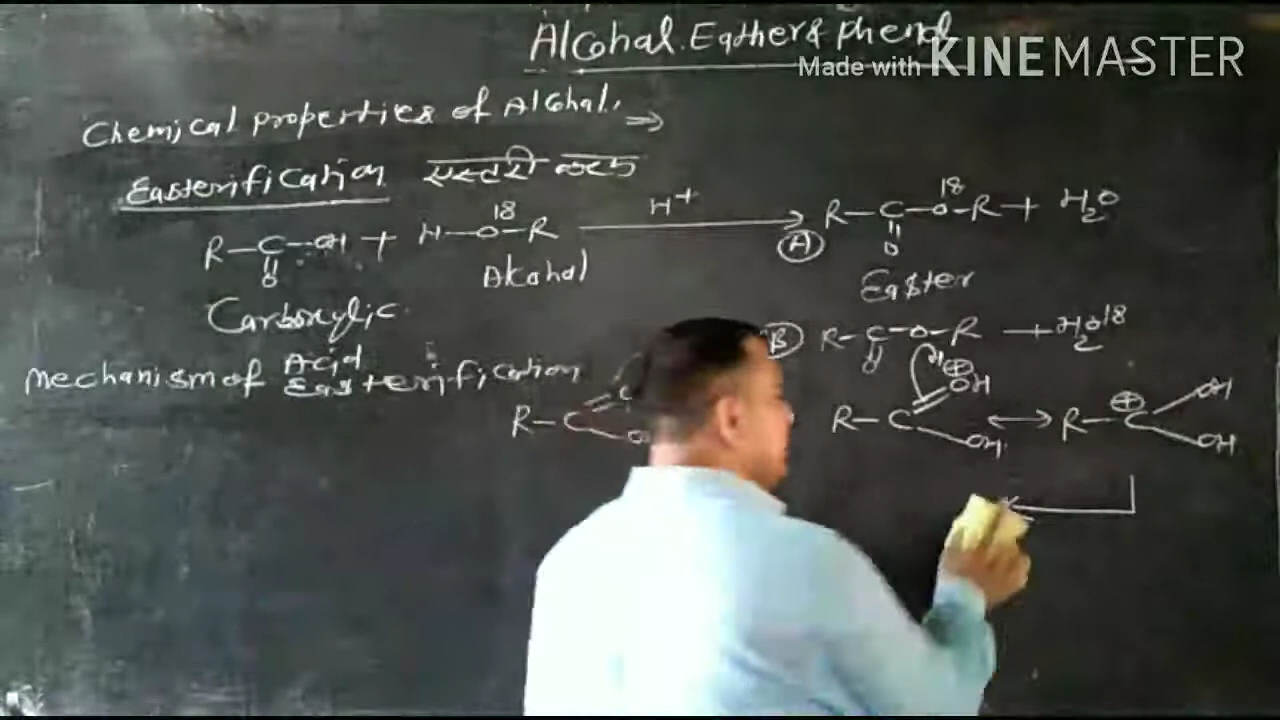 Alcohal.Eather& phenol
Made with KINEMASTER
Chemical properties of Alcohal. ⇒
Easterification एस्टरी करण
R—C—OH + H—O—R H+ → R—C—O—R + H2O
18 18
O (A) O
Alcohal Easter
Carboxylic
Acid
(B) R—C—O—R + H2O18
O
mechanism of Easterification
R—C R—C OH ⊕ ↔ R—C ⊕ OH
OH OH